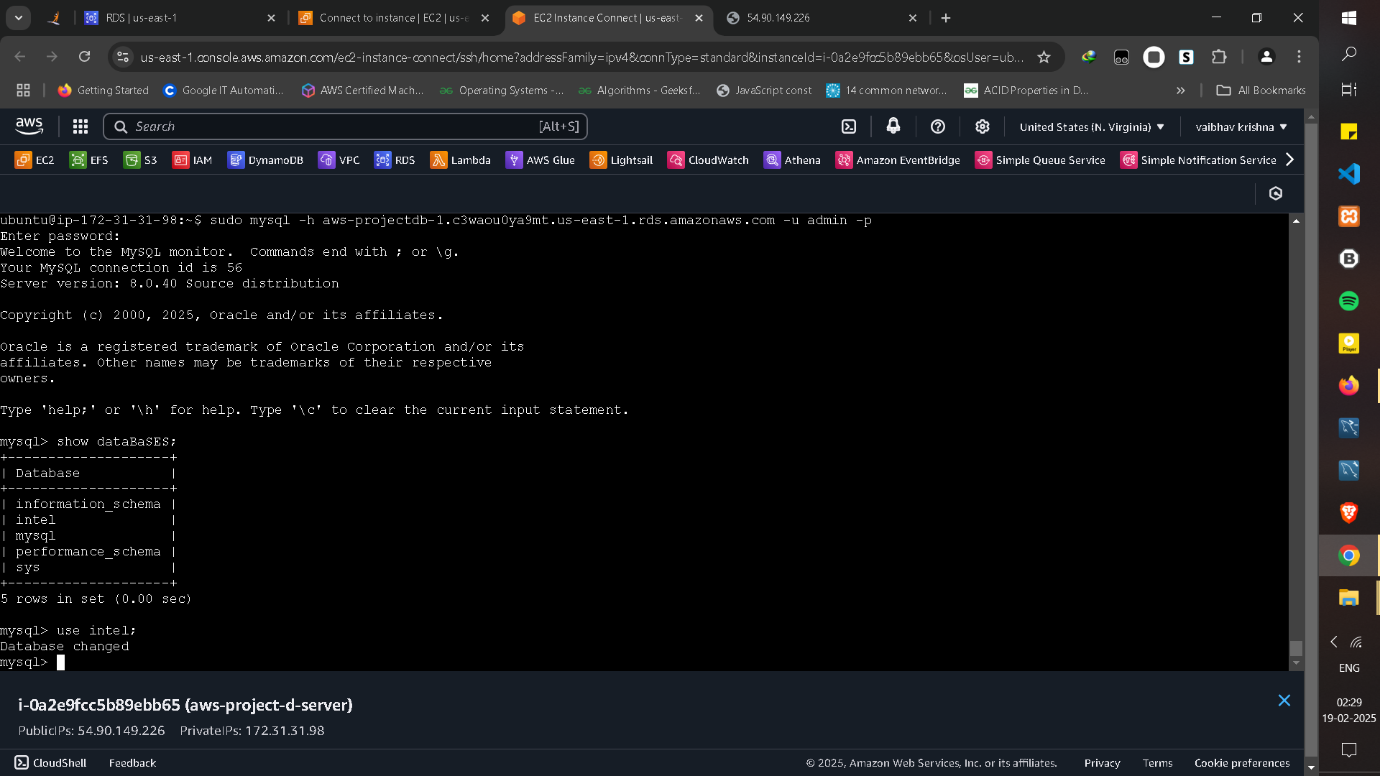 RDS | us-east-1
Connect to instance | EC2 | us-e
EC2 Instance Connect | us-east-
54.90.149.226
us-east-1.console.aws.amazon.com/ec2-instance-connect/ssh/home?addressFamily=ipv4&connType=standard&instanceId=i-0a2e9fcc5b89ebb65&osUser=ub...
Getting Started
Google IT Automati...
AWS Certified Mach...
Operating Systems -...
Algorithms - Geeksf...
JavaScript const
14 common networ...
ACID Properties in D...
All Bookmarks
aws
Search
[Alt+S]
United States (N. Virginia)
vaibhav krishna
EC2
EFS
S3
IAM
DynamoDB
VPC
RDS
Lambda
AWS Glue
Lightsail
CloudWatch
Athena
Amazon EventBridge
Simple Queue Service
Simple Notification Service
ubuntu@ip-172-31-31-98:~$ sudo mysql -h aws-projectdb-1.c3waou0ya9mt.us-east-1.rds.amazonaws.com -u admin -p
Enter password:
Welcome to the MySQL monitor.  Commands end with ; or \g.
Your MySQL connection id is 56
Server version: 8.0.40 Source distribution
Copyright (c) 2000, 2025, Oracle and/or its affiliates.
Oracle is a registered trademark of Oracle Corporation and/or its
affiliates. Other names may be trademarks of their respective
owners.
Type 'help;' or '\h' for help. Type '\c' to clear the current input statement.
mysql> show dataBaSES;
+--------------------+
| Database           |
+--------------------+
| information_schema |
| intel              |
| mysql              |
| performance_schema |
| sys                |
+--------------------+
5 rows in set (0.00 sec)
mysql> use intel;
Database changed
mysql>
i-0a2e9fcc5b89ebb65 (aws-project-d-server)
PublicIPs: 54.90.149.226    PrivateIPs: 172.31.31.98
CloudShell
Feedback
© 2025, Amazon Web Services, Inc. or its affiliates.
Privacy
Terms
Cookie preferences
ENG
02:29
19-02-2025